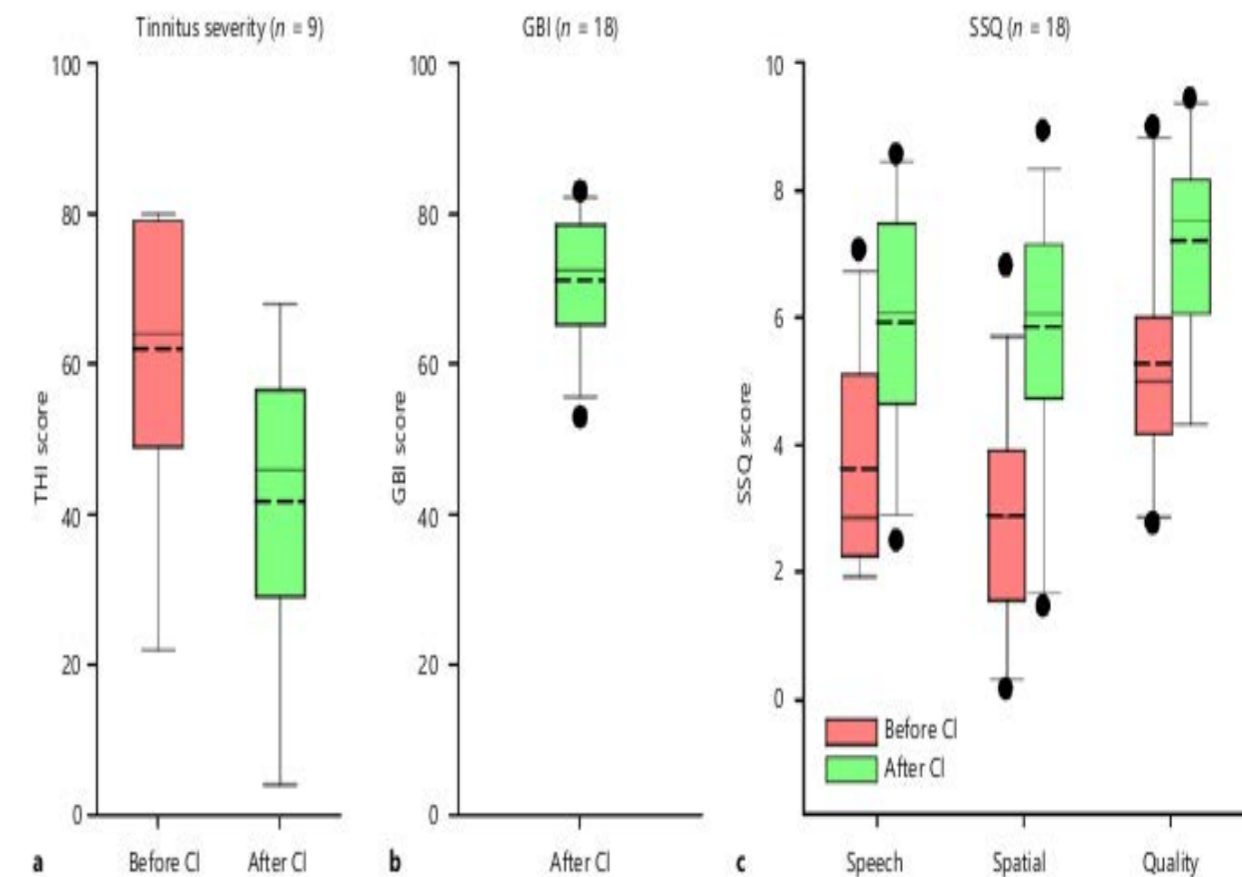 Tinnitus severity (n = 9)
100
80
60
40
20
0
THI score
Before CI
After CI
a
GBI (n = 18)
100
80
60
40
20
0
GBI score
After CI
b
SSQ (n = 18)
10
8
6
4
2
0
SSQ score
Before CI
After CI
Speech
Spatial
Quality
c